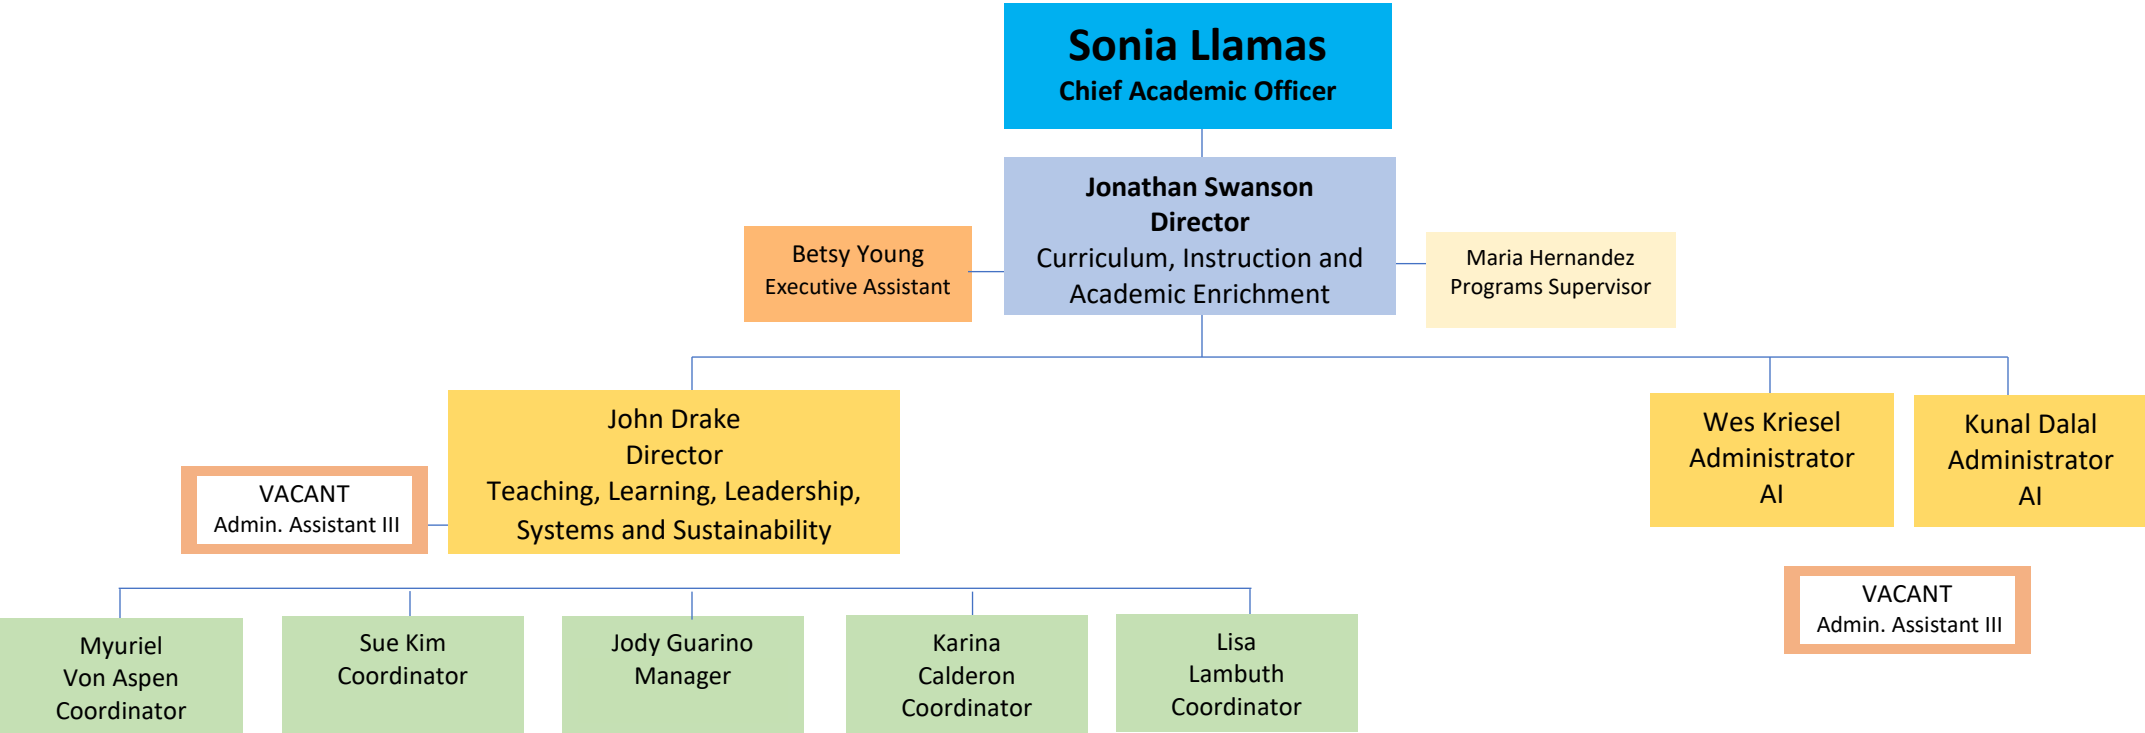 Sonia Llamas
Chief Academic Officer
Jonathan Swanson
Director
Curriculum, Instruction and
Academic Enrichment
Betsy Young
Executive Assistant
Maria Hernandez
Programs Supervisor
John Drake
Director
Teaching, Learning, Leadership,
Systems and Sustainability
VACANT
Admin. Assistant III
Wes Kriesel
Administrator
AI
Kunal Dalal
Administrator
AI
VACANT
Admin. Assistant III
Myuriel
Von Aspen
Coordinator
Sue Kim
Coordinator
Jody Guarino
Manager
Karina
Calderon
Coordinator
Lisa
Lambuth
Coordinator